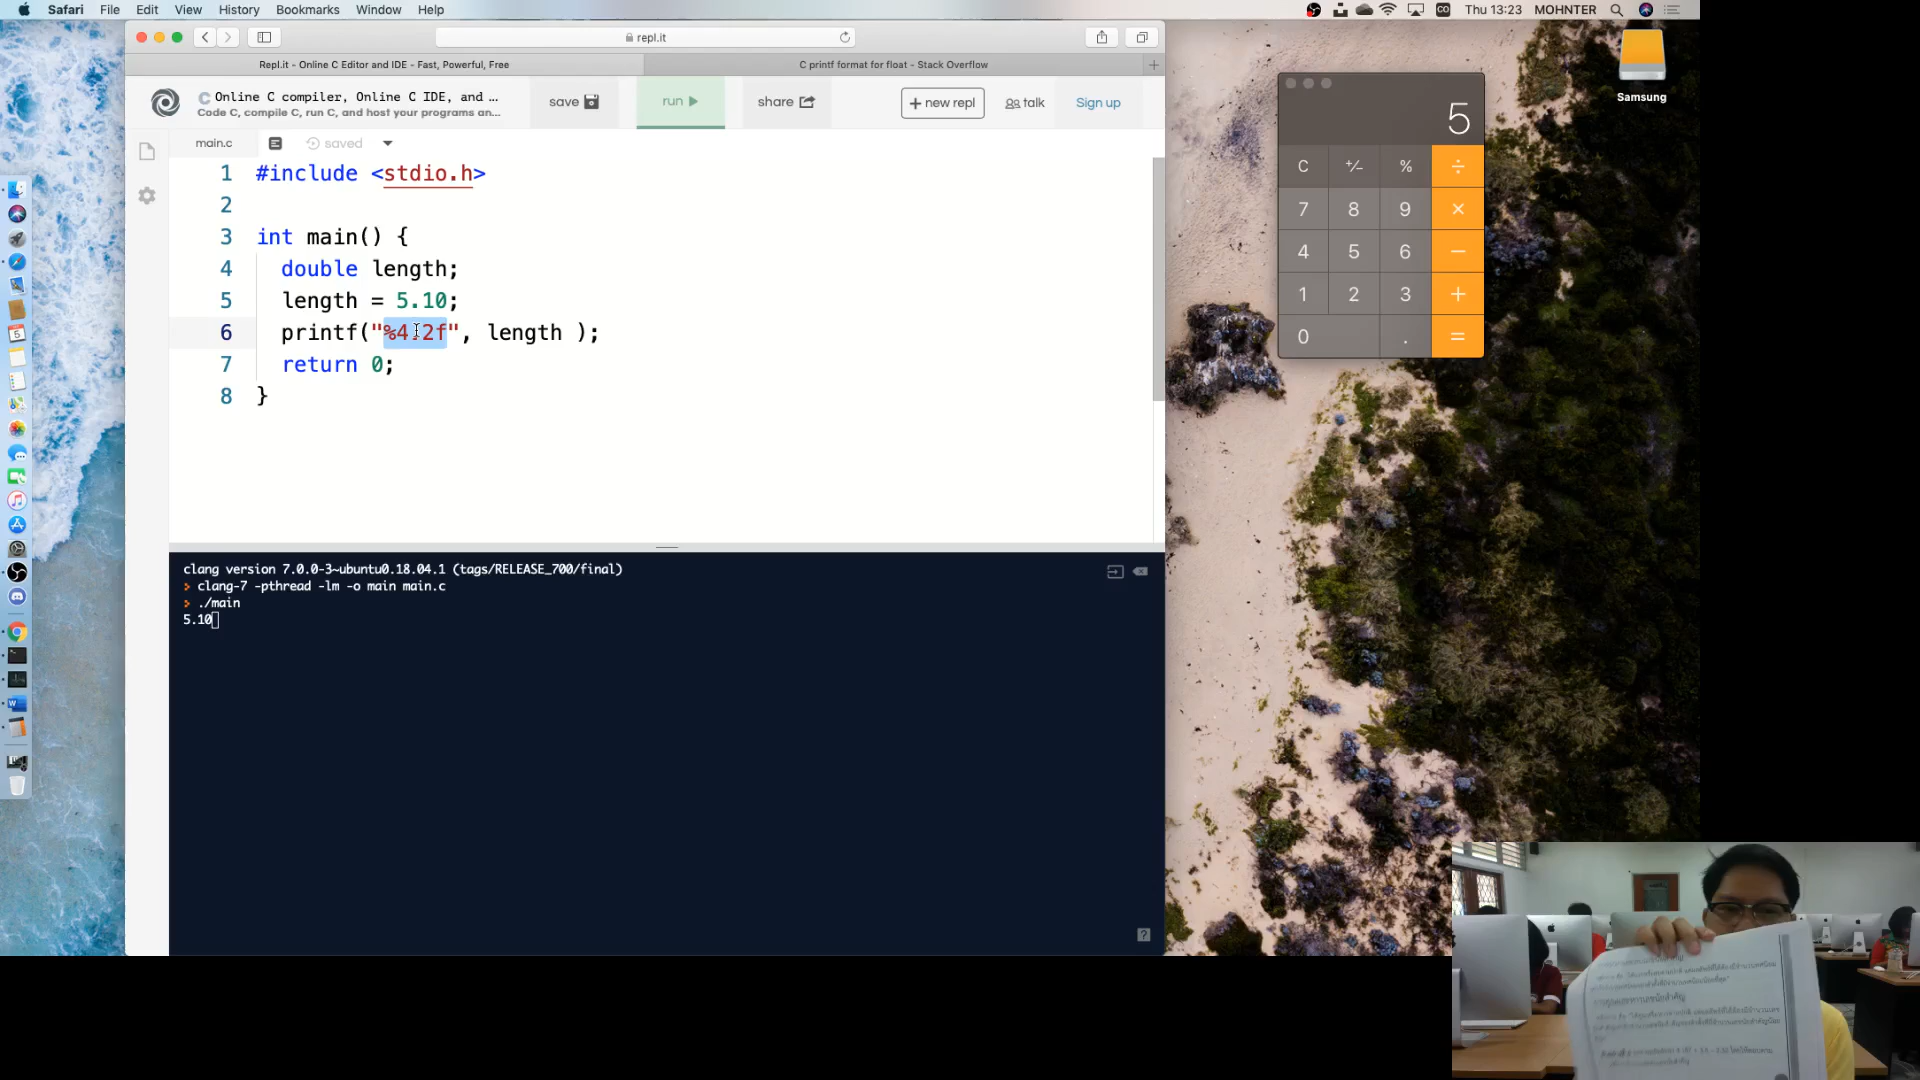 Safari File Edit View History Bookmarks Window Help
Thu 13:23 MOHNTER
repl.it
Repl.it - Online C Editor and IDE - Fast, Powerful, Free
C printf format for float - Stack Overflow
Online C compiler, Online C IDE, and ...
Code C, compile C, run C, and host your programs an...
save
run
share
+ new repl
talk
Sign up
main.c
saved
1 #include <stdio.h>
2
3 int main() {
4 double length;
5 length = 5.10;
6 printf("%4.2f", length );
7 return 0;
8 }
clang version 7.0.0-3~ubuntu0.18.04.1 (tags/RELEASE_700/final)
> clang-7 -pthread -lm -o main main.c
> ./main
5.10
?
5
C +/- % ÷
7 8 9 ×
4 5 6 −
1 2 3 +
0 . =
Samsung